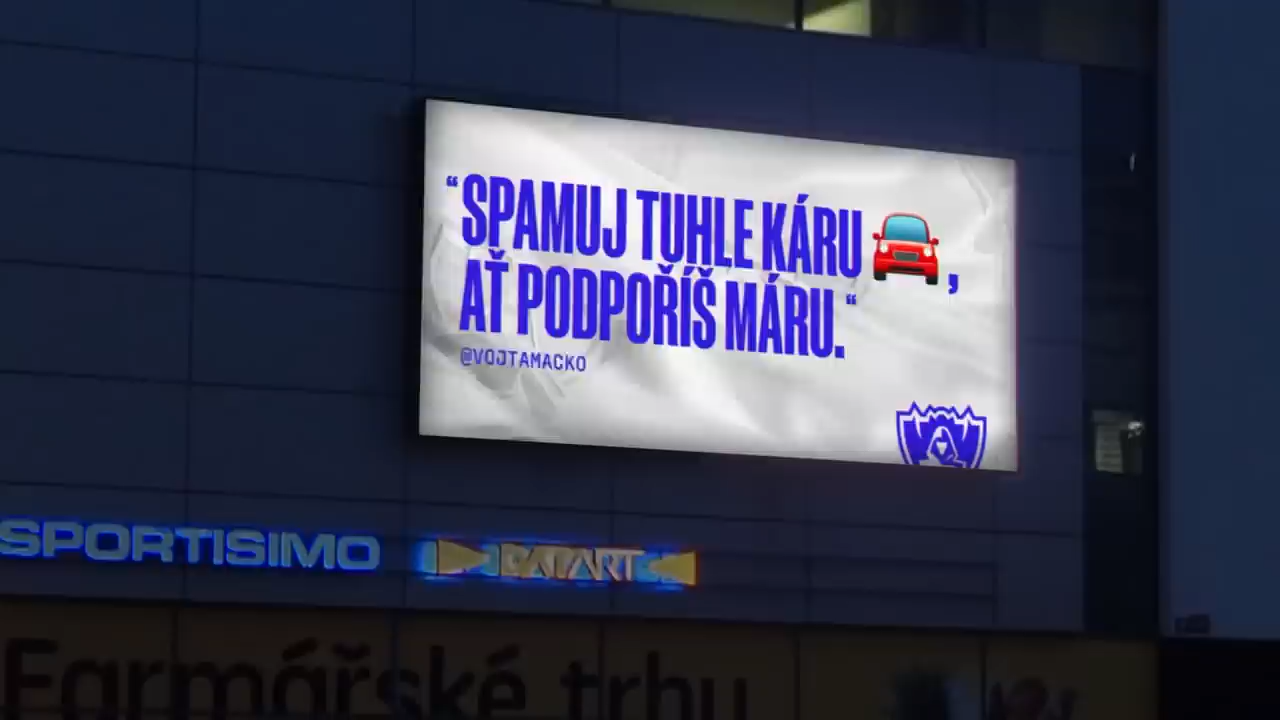 “SPAMUJ TUHLE KÁRU 🚗,
AŤ PODPOŘÍŠ MÁRU.“
@VOJTAMACKO
SPORTISIMO
DATART
Farmářské trhy